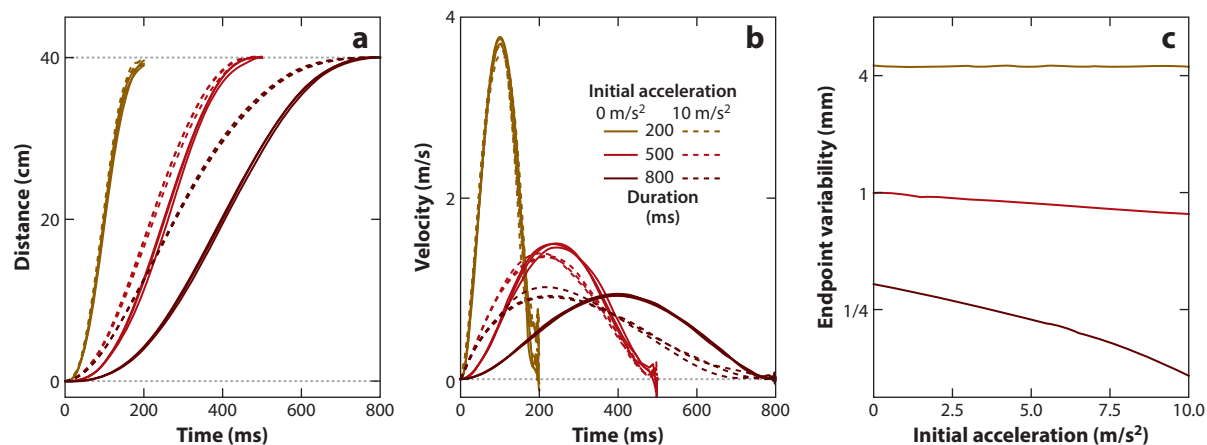 a
40
20
0
Distance (cm)
0 200 400 600 800
Time (ms)
b
4
2
0
Velocity (m/s)
Initial acceleration
0 m/s² 10 m/s²
200
500
800
Duration
(ms)
0 200 400 600 800
Time (ms)
c
4
1
1/4
Endpoint variability (mm)
0 2.5 5.0 7.5 10.0
Initial acceleration (m/s²)